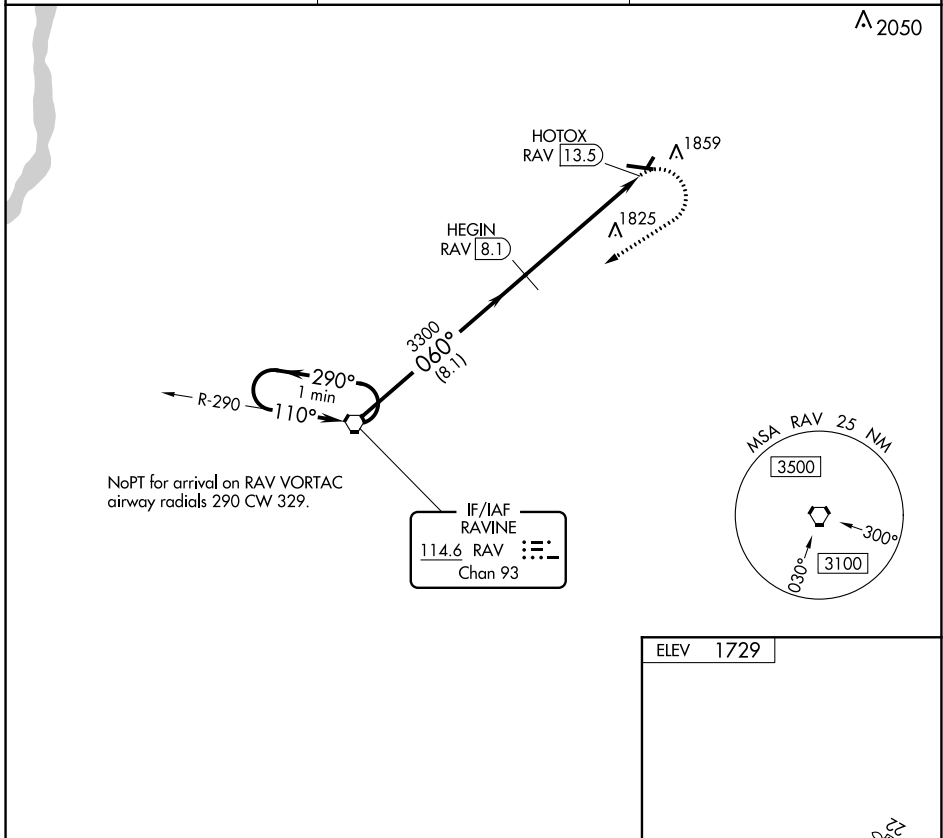 2050
HOTOX
RAV 13.5
1859
1825
HEGIN
RAV 8.1
3300
060°
(8.1)
290°
1 min
R-290
110°
NoPT for arrival on RAV VORTAC
airway radials 290 CW 329.
IF/IAF
RAVINE
114.6 RAV
Chan 93
MSA RAV 25 NM
3500
300°
030°
3100
ELEV 1729
22